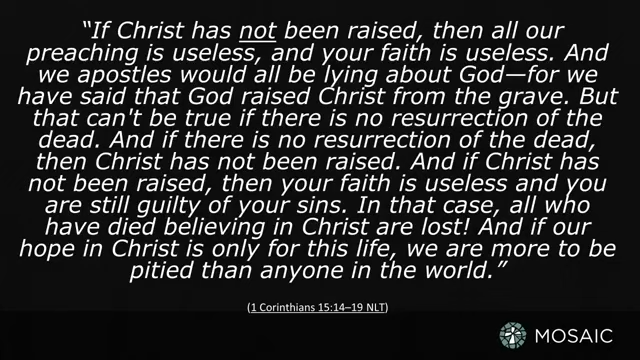 “If Christ has not been raised, then all our
preaching is useless, and your faith is useless. And
we apostles would all be lying about God—for we
have said that God raised Christ from the grave. But
that can't be true if there is no resurrection of the
dead. And if there is no resurrection of the dead,
then Christ has not been raised. And if Christ has
not been raised, then your faith is useless and you
are still guilty of your sins. In that case, all who
have died believing in Christ are lost! And if our
hope in Christ is only for this life, we are more to be
pitied than anyone in the world.”
(1 Corinthians 15:14–19 NLT)
MOSAIC